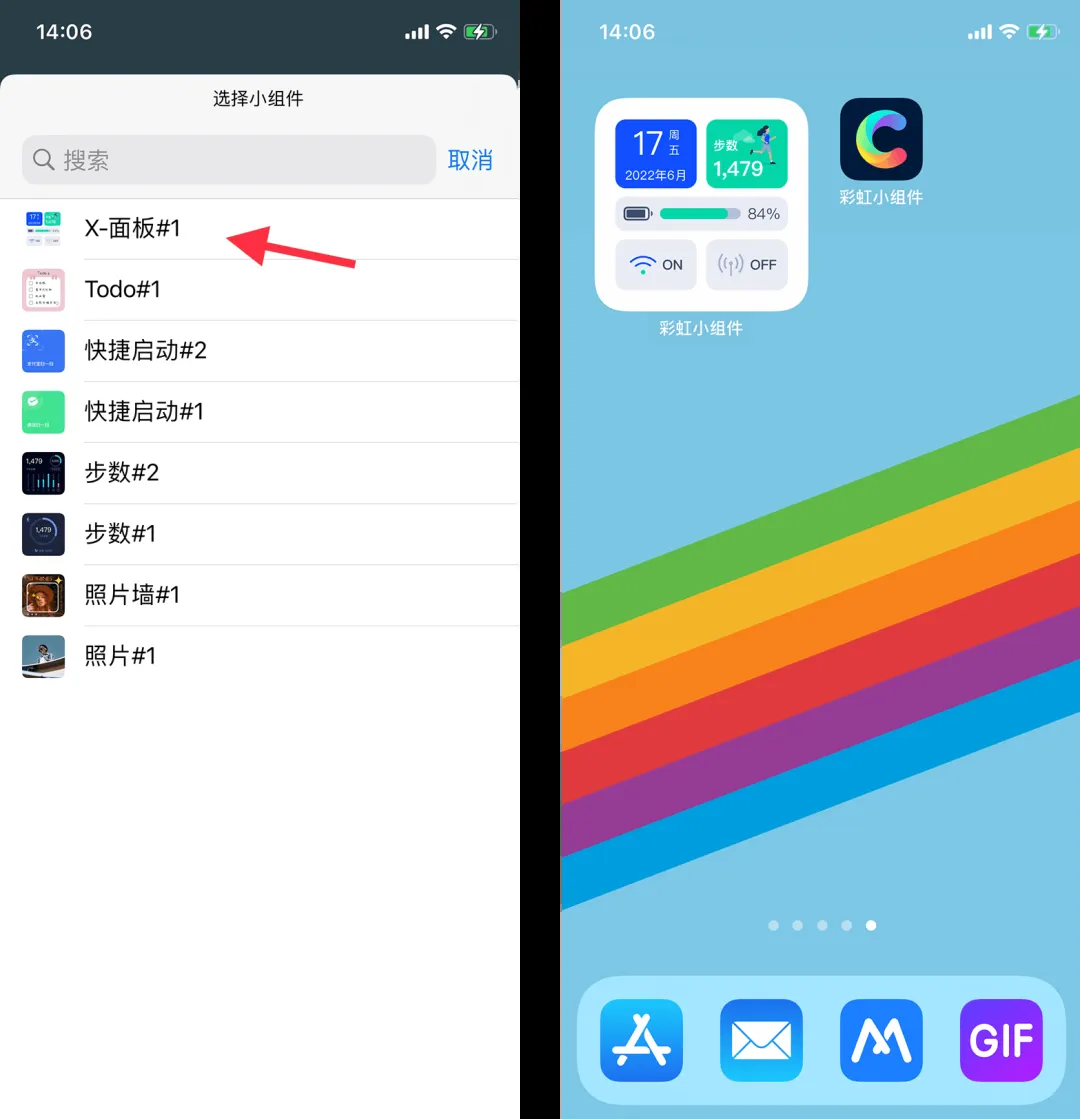 14:06
选择小组件
搜索
取消
X-面板#1
Todo#1
快捷启动#2
快捷启动#1
步数#2
步数#1
照片墙#1
照片#1
14:06
17
周五
2022年6月
步数
1,479
84%
ON
OFF
彩虹小组件
彩虹小组件
GIF